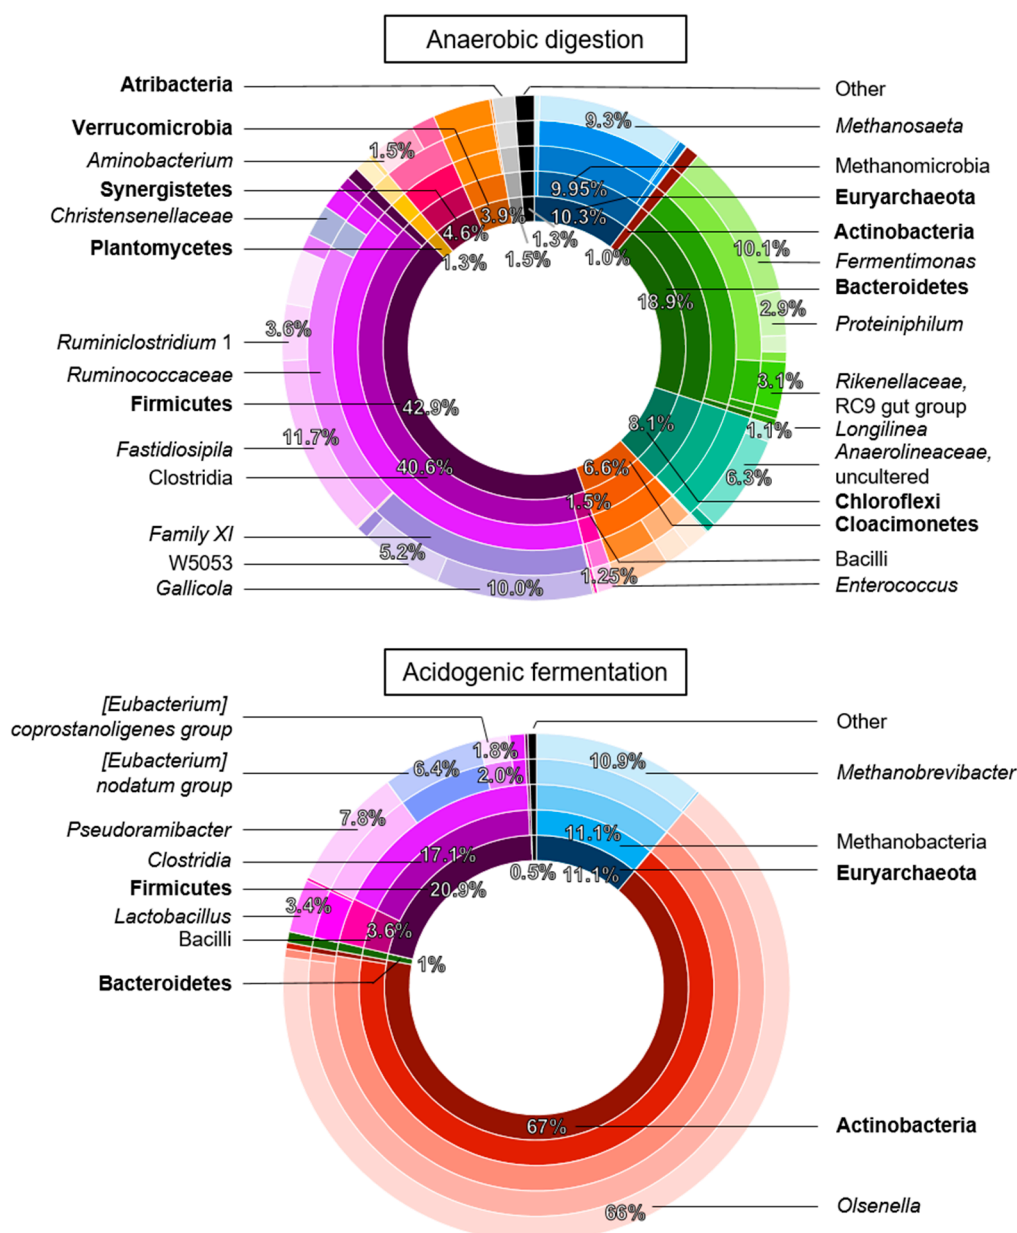 Anaerobic digestion
Atribacteria
Verrucomicrobia
Aminobacterium
Synergistetes
Christensenellaceae
Plantomycetes
Ruminiclostridium 1
Ruminococcaceae
Firmicutes
Fastidiosipila
Clostridia
Family XI
W5053
Gallicola
Other
Methanosaeta
Methanomicrobia
Euryarchaeota
Actinobacteria
Fermentimonas
Bacteroidetes
Proteiniphilum
Rikenellaceae,
RC9 gut group
Longilinea
Anaerolineaceae,
uncultered
Chloroflexi
Cloacimonetes
Bacilli
Enterococcus
9.3%
9.95%
10.3%
1.3%
1.5%
1.0%
10.1%
18.9%
2.9%
3.1%
1.1%
8.1%
6.3%
6.6%
1.5%
1.25%
10.0%
5.2%
40.6%
11.7%
42.9%
3.6%
1.3%
4.6%
3.9%
1.5%
Acidogenic fermentation
[Eubacterium]
coprostanoligenes group
[Eubacterium]
nodatum group
Pseudoramibacter
Clostridia
Firmicutes
Lactobacillus
Bacilli
Bacteroidetes
Other
Methanobrevibacter
Methanobacteria
Euryarchaeota
Actinobacteria
Olsenella
1.8%
6.4%
2.0%
7.8%
17.1%
20.9%
3.4%
3.6%
1%
0.5%
10.9%
11.1%
11.1%
67%
66%